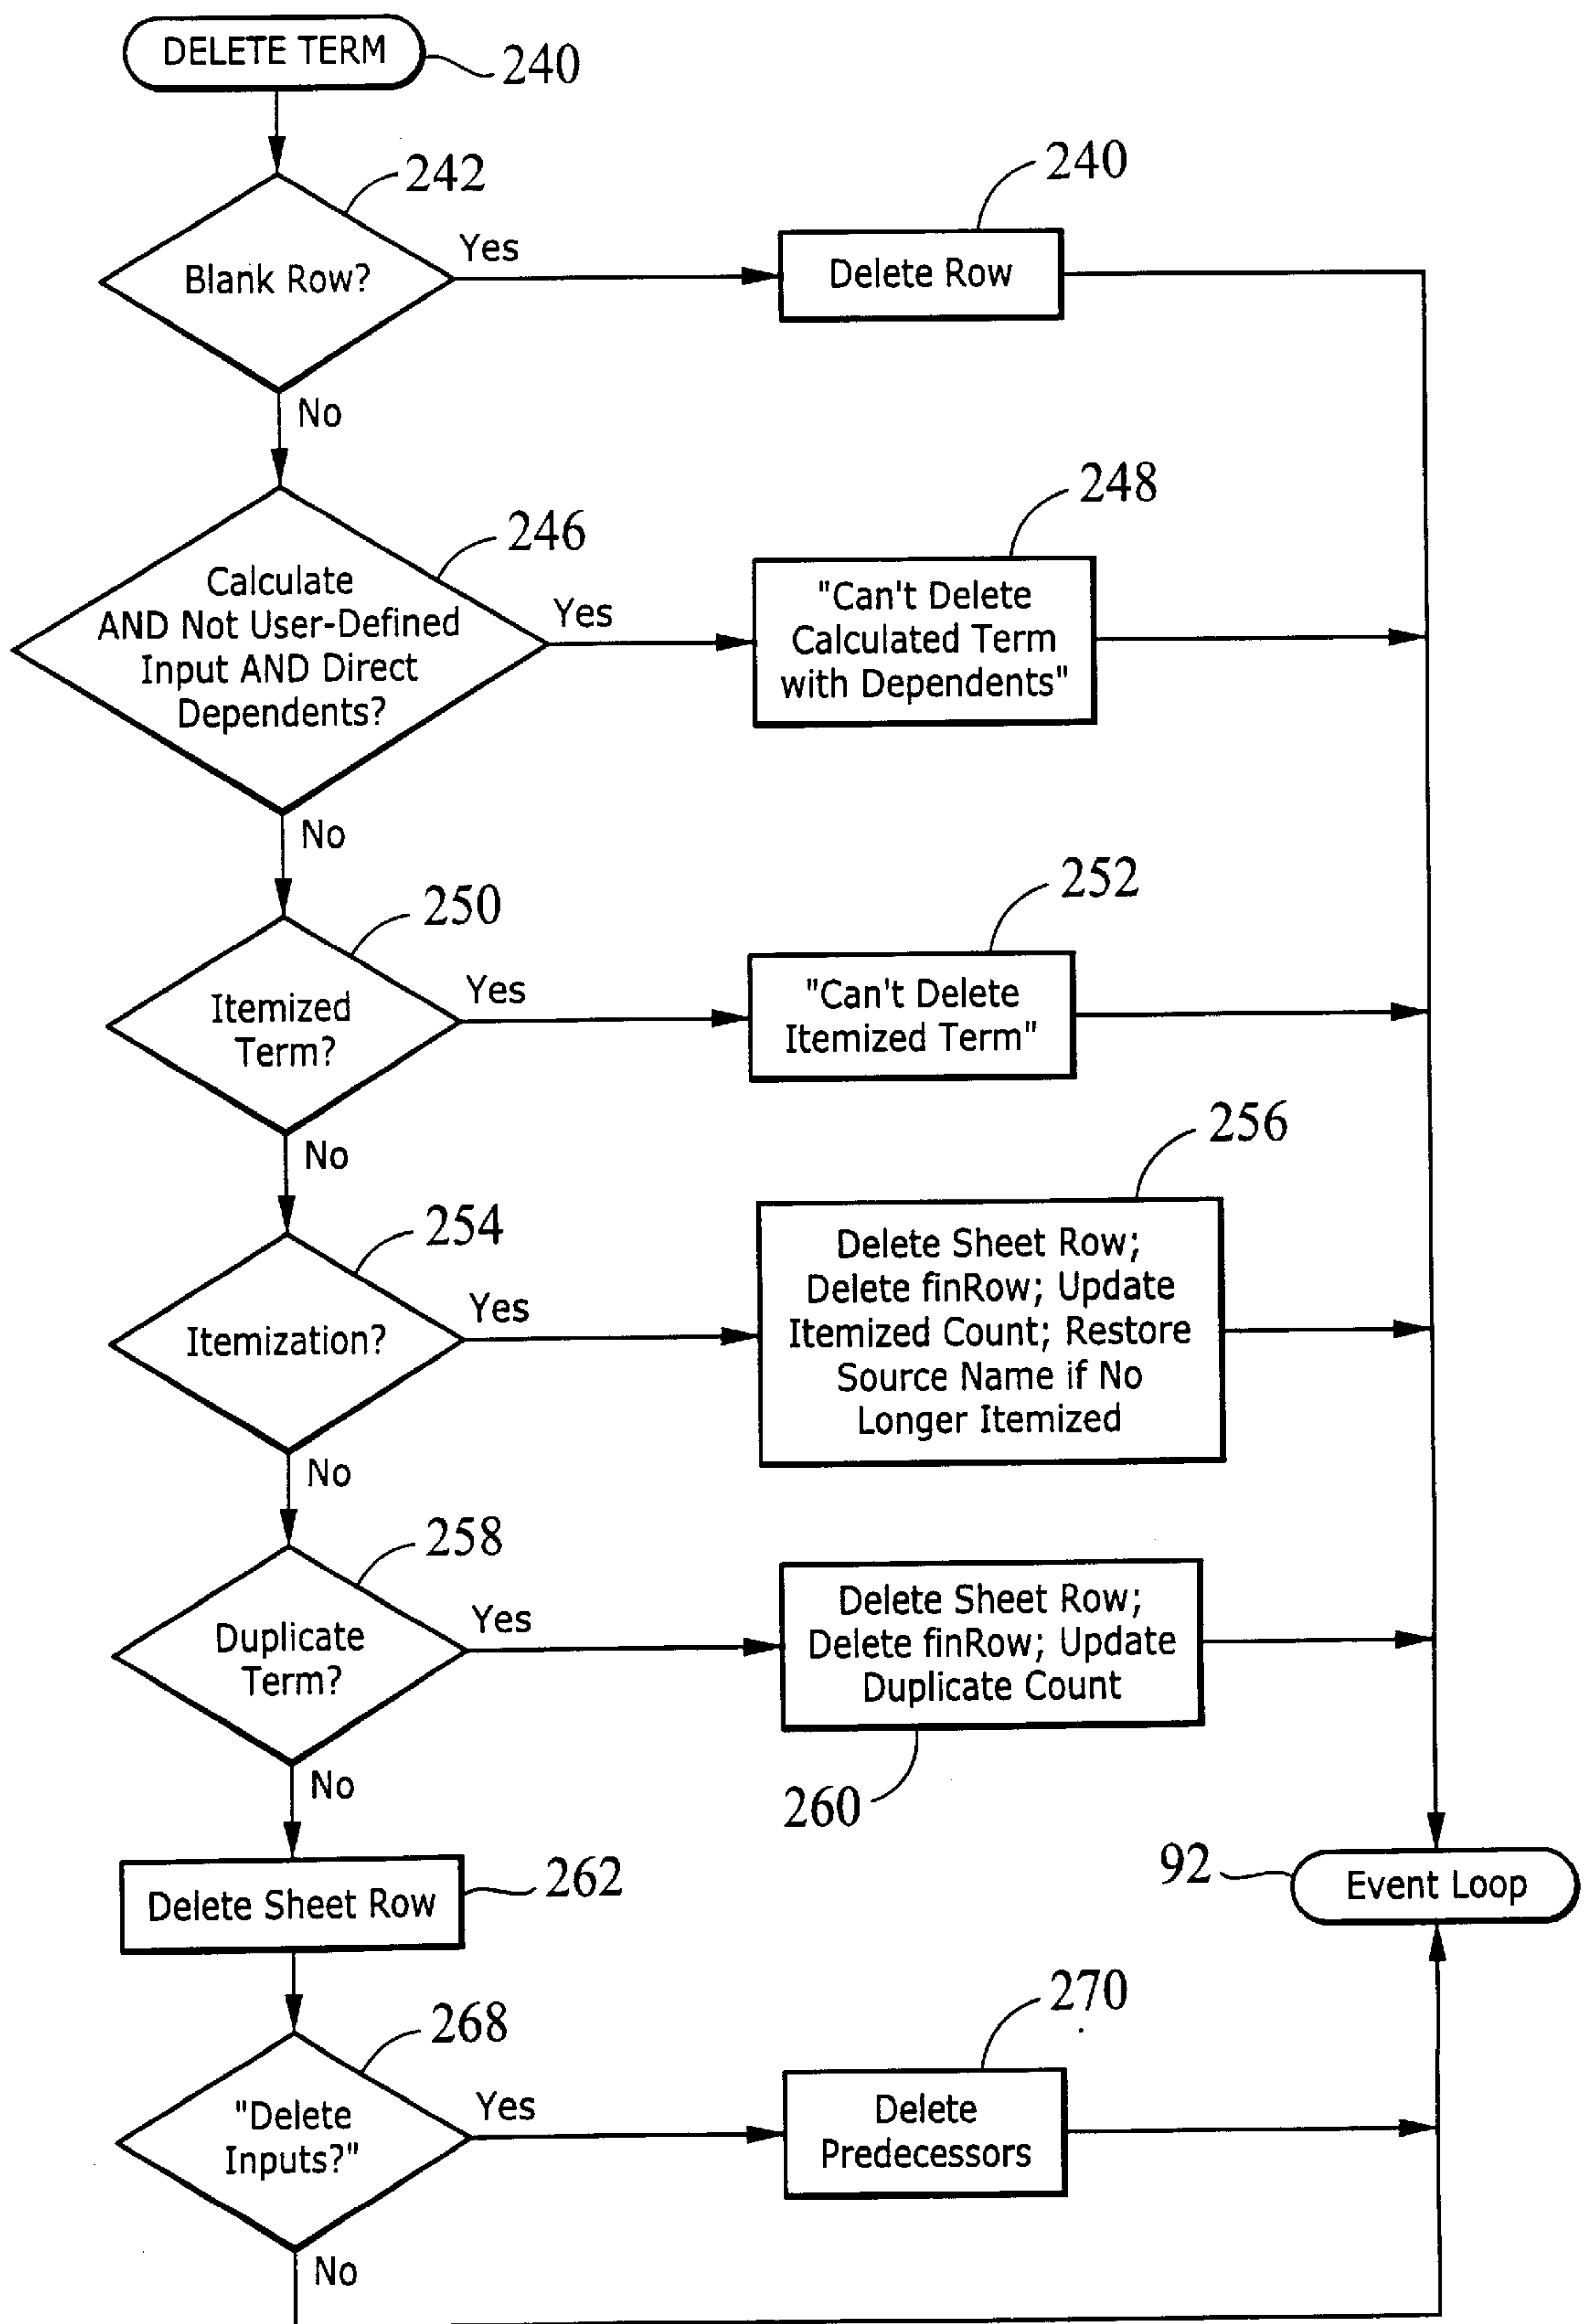 DELETE TERM
240
242
Blank Row?
Yes
240
Delete Row
No
246
Calculate
AND Not User-Defined
Input AND Direct
Dependents?
Yes
248
"Can't Delete
Calculated Term
with Dependents"
No
250
Itemized
Term?
Yes
252
"Can't Delete
Itemized Term"
No
254
Itemization?
Yes
256
Delete Sheet Row;
Delete finRow; Update
Itemized Count; Restore
Source Name if No
Longer Itemized
No
258
Duplicate
Term?
Yes
Delete Sheet Row;
Delete finRow; Update
Duplicate Count
260
No
Delete Sheet Row
262
92
Event Loop
268
"Delete
Inputs?"
Yes
270
Delete
Predecessors
No